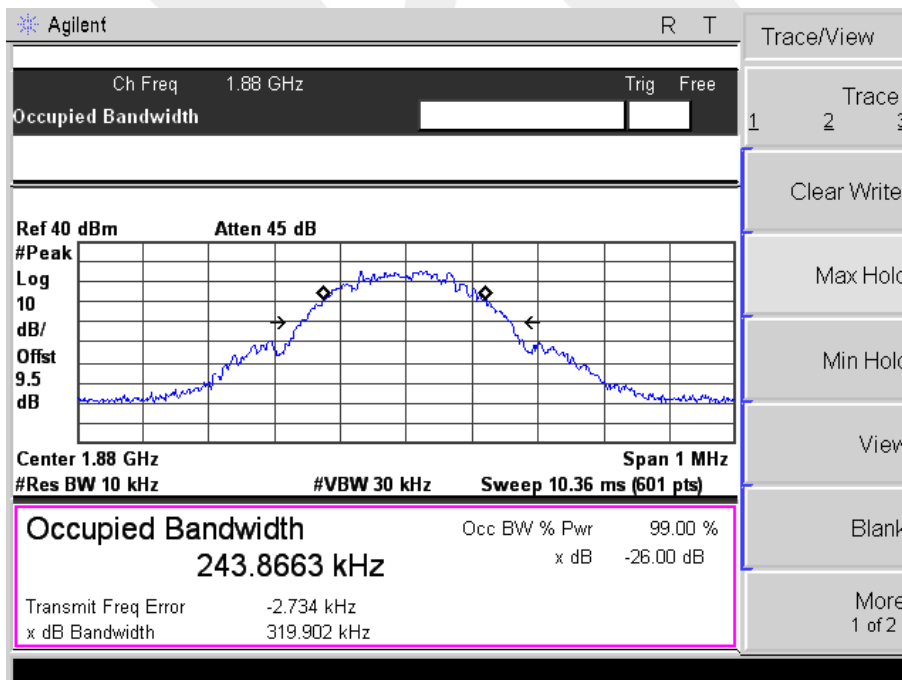 Agilent R T
Trace/View
Ch Freq 1.88 GHz Trig Free
Occupied Bandwidth
Trace
1 2 3
Clear Write
Max Hold
Min Hold
View
Blank
More
1 of 2
Ref 40 dBm Atten 45 dB
#Peak
Log
10
dB/
Offst
9.5
dB
Center 1.88 GHz Span 1 MHz
#Res BW 10 kHz #VBW 30 kHz Sweep 10.36 ms (601 pts)
Occupied Bandwidth Occ BW % Pwr 99.00 %
243.8663 kHz x dB -26.00 dB
Transmit Freq Error -2.734 kHz
x dB Bandwidth 319.902 kHz